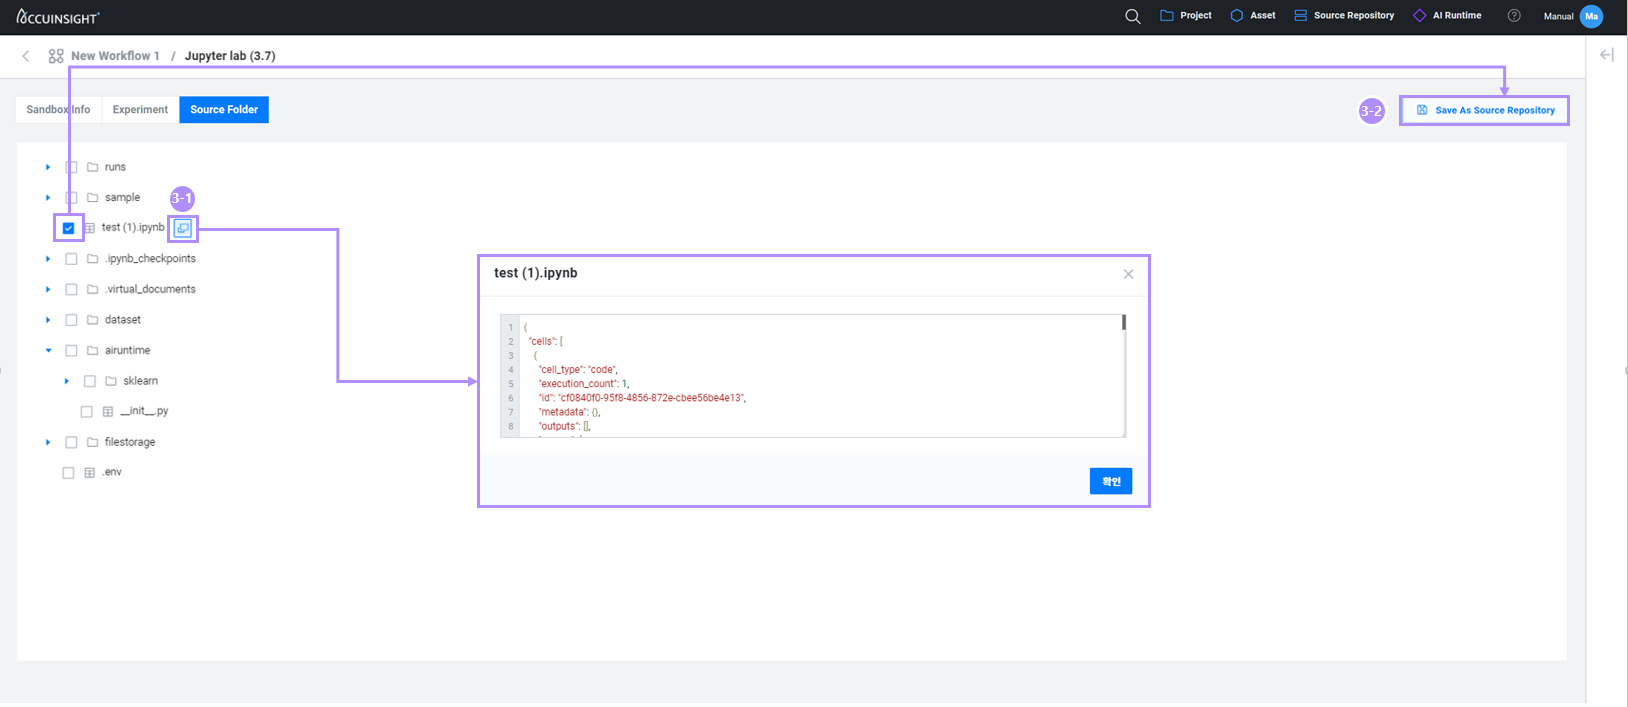 ACCUINSIGHT+
Project
Asset
Source Repository
AI Runtime
Manual
Ma
New Workflow 1 / Jupyter lab (3.7)
Sandbox Info
Experiment
Source Folder
3-2
Save As Source Repository
runs
sample
3-1
test (1).ipynb
.ipynb_checkpoints
.virtual_documents
dataset
airuntime
sklearn
__init__.py
filestorage
.env
test (1).ipynb
1 {
2 "cells": [
3 {
4 "cell_type": "code",
5 "execution_count": 1,
6 "id": "cf0840f0-95f8-4856-872e-cbee56be4e13",
7 "metadata": {},
8 "outputs": [],
확인